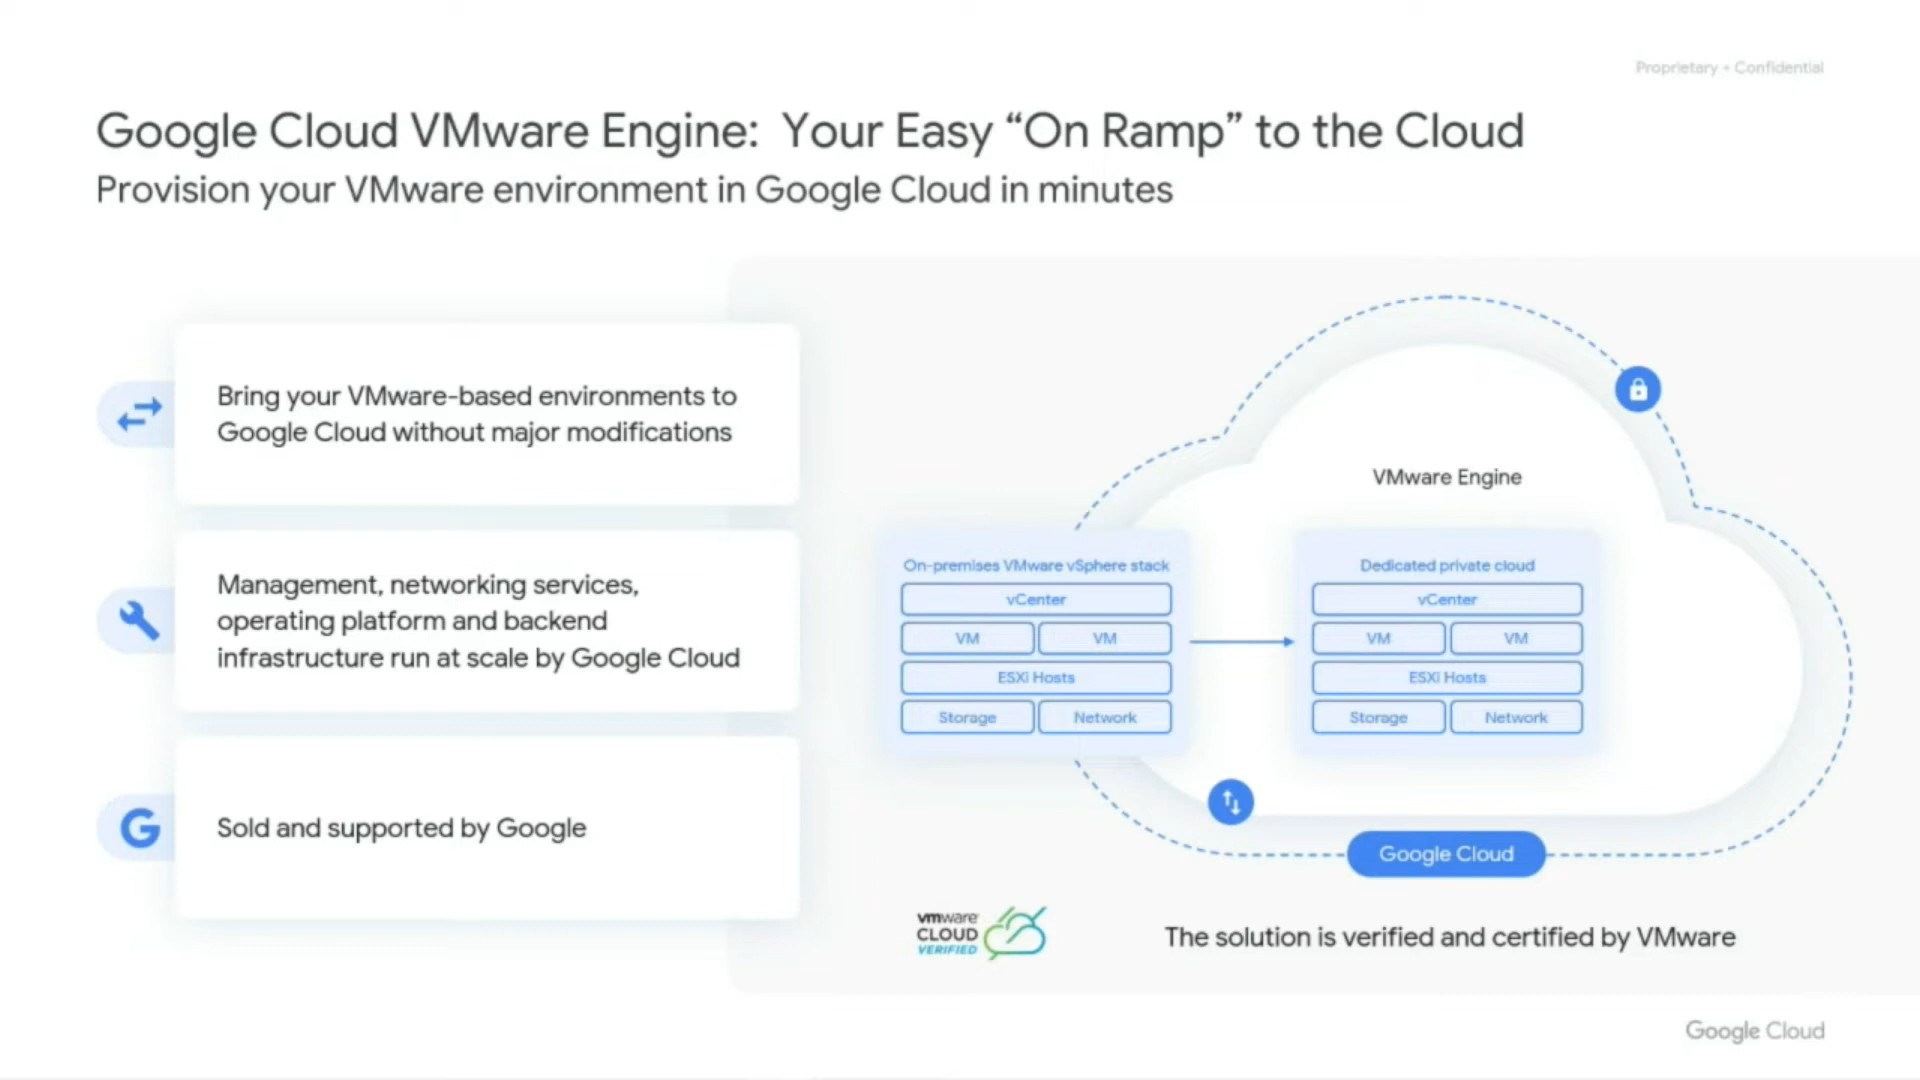 Proprietary + Confidential
Google Cloud VMware Engine: Your Easy “On Ramp” to the Cloud
Provision your VMware environment in Google Cloud in minutes
Bring your VMware-based environments to
Google Cloud without major modifications
Management, networking services,
operating platform and backend
infrastructure run at scale by Google Cloud
Sold and supported by Google
VMware Engine
On-premises VMware vSphere stack
vCenter
VM VM
ESXi Hosts
Storage Network
Dedicated private cloud
vCenter
VM VM
ESXi Hosts
Storage Network
Google Cloud
vmware
CLOUD
VERIFIED
The solution is verified and certified by VMware
Google Cloud